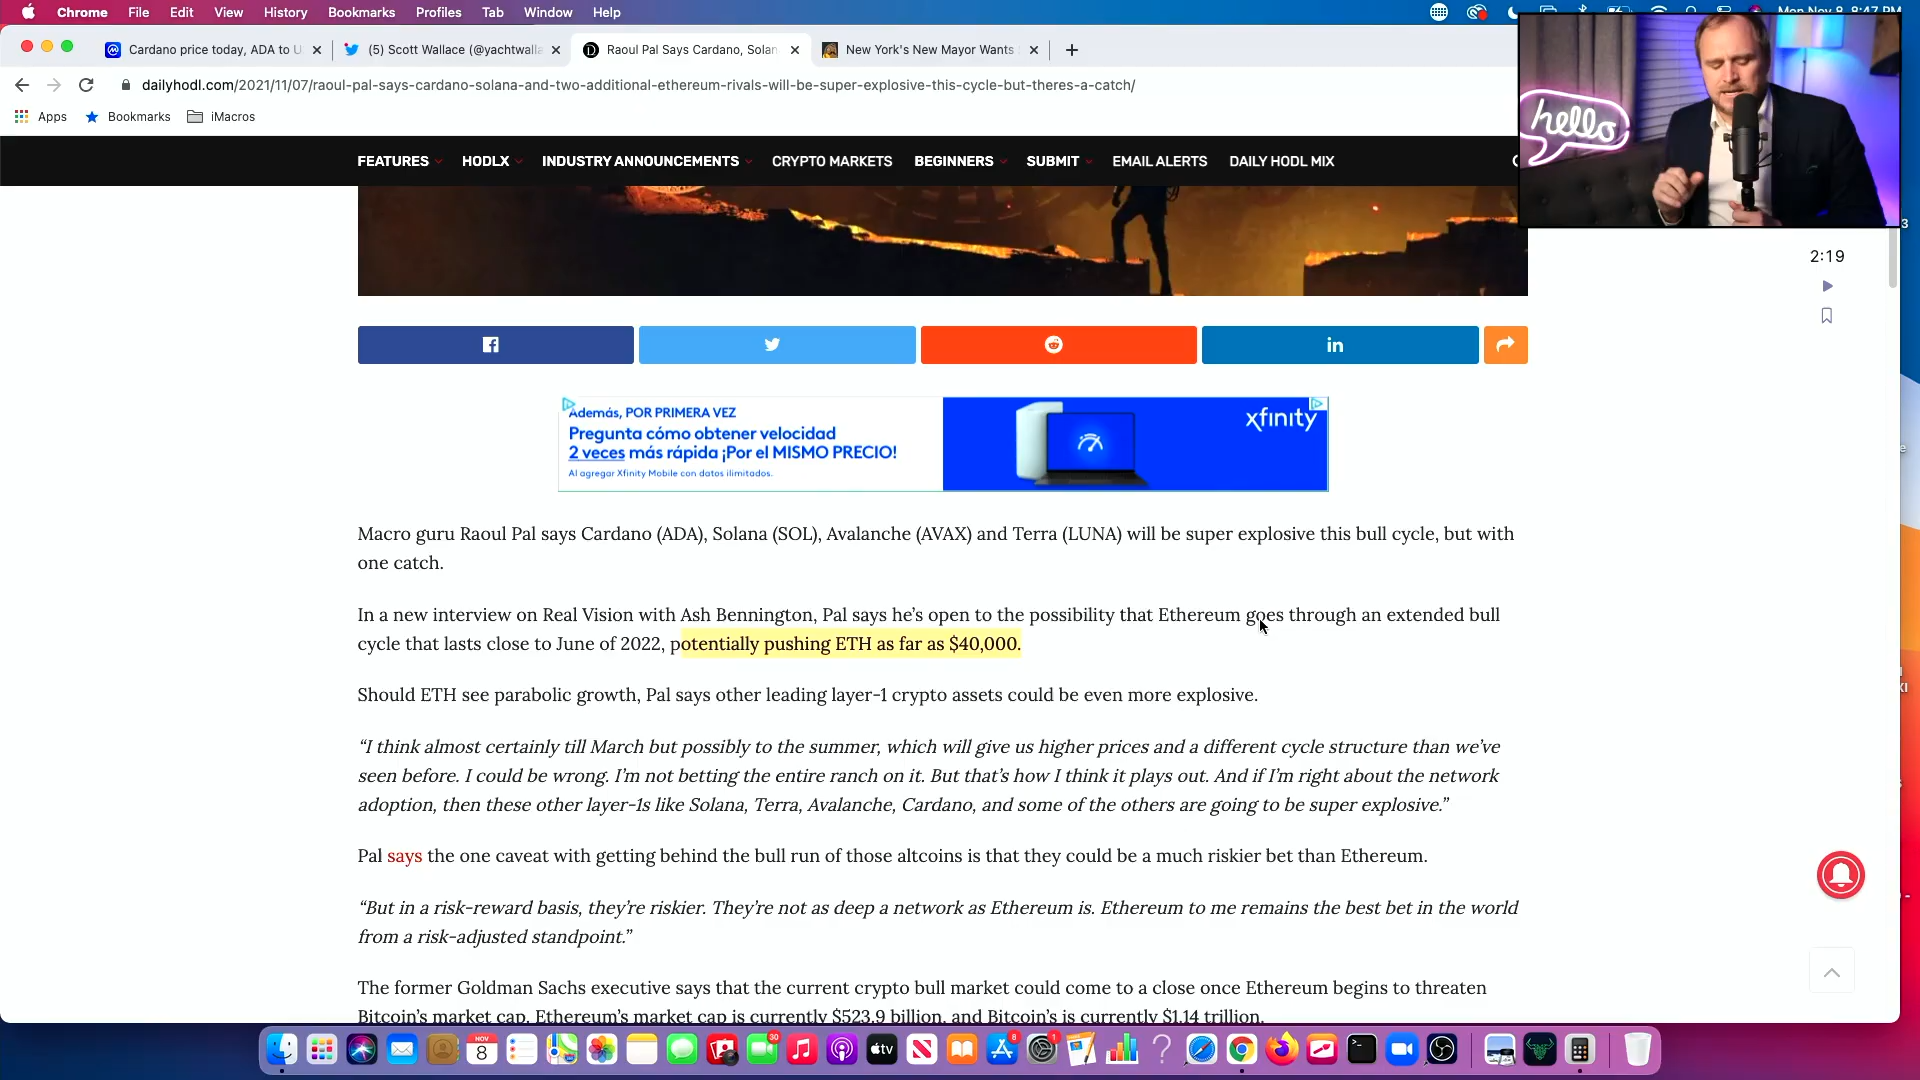 Chrome File Edit View History Bookmarks Profiles Tab Window Help
Mon Nov 8 8:47 PM
Cardano price today, ADA to U
(5) Scott Wallace (@yachtwalla
Raoul Pal Says Cardano, Solan
New York's New Mayor Wants
dailyhodl.com/2021/11/07/raoul-pal-says-cardano-solana-and-two-additional-ethereum-rivals-will-be-super-explosive-this-cycle-but-theres-a-catch/
Apps Bookmarks iMacros
hello
FEATURES HODLX INDUSTRY ANNOUNCEMENTS CRYPTO MARKETS BEGINNERS SUBMIT EMAIL ALERTS DAILY HODL MIX
2:19
Además, POR PRIMERA VEZ
Pregunta cómo obtener velocidad
2 veces más rápida ¡Por el MISMO PRECIO!
Al agregar Xfinity Mobile con datos ilimitados.
xfinity
Macro guru Raoul Pal says Cardano (ADA), Solana (SOL), Avalanche (AVAX) and Terra (LUNA) will be super explosive this bull cycle, but with
one catch.
In a new interview on Real Vision with Ash Bennington, Pal says he’s open to the possibility that Ethereum goes through an extended bull
cycle that lasts close to June of 2022, potentially pushing ETH as far as $40,000.
Should ETH see parabolic growth, Pal says other leading layer-1 crypto assets could be even more explosive.
“I think almost certainly till March but possibly to the summer, which will give us higher prices and a different cycle structure than we’ve
seen before. I could be wrong. I’m not betting the entire ranch on it. But that’s how I think it plays out. And if I’m right about the network
adoption, then these other layer-1s like Solana, Terra, Avalanche, Cardano, and some of the others are going to be super explosive.”
Pal says the one caveat with getting behind the bull run of those altcoins is that they could be a much riskier bet than Ethereum.
“But in a risk-reward basis, they’re riskier. They’re not as deep a network as Ethereum is. Ethereum to me remains the best bet in the world
from a risk-adjusted standpoint.”
The former Goldman Sachs executive says that the current crypto bull market could come to a close once Ethereum begins to threaten
Bitcoin’s market cap. Ethereum’s market cap is currently $523.9 billion, and Bitcoin’s is currently $1.14 trillion.
NOV
8
30
tv
8
1